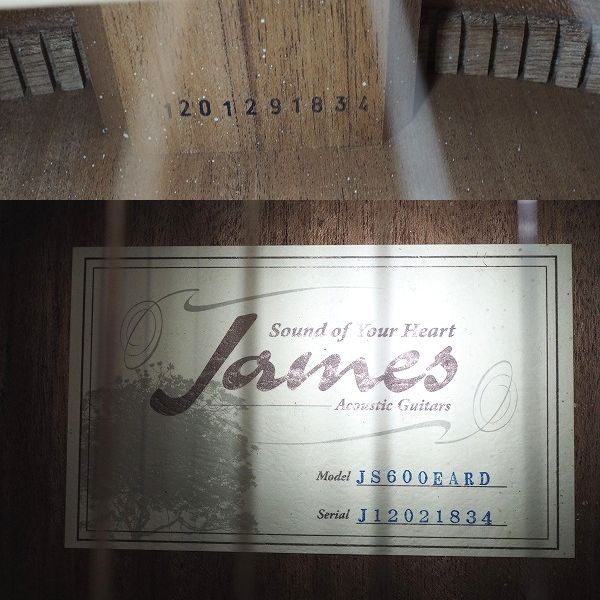 1201291834
Sound of Your Heart
James
Acoustic Guitars
Model JS600EARD
Serial J12021834